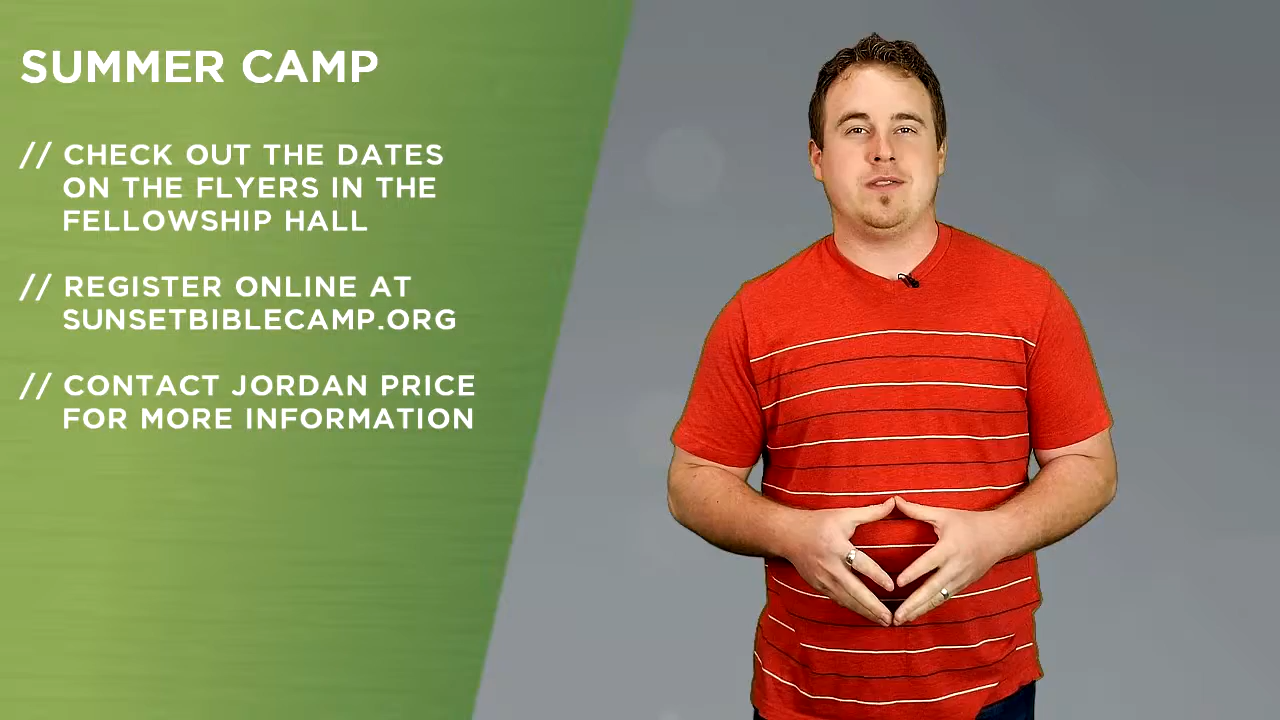 SUMMER CAMP
// CHECK OUT THE DATES
ON THE FLYERS IN THE
FELLOWSHIP HALL
// REGISTER ONLINE AT
SUNSETBIBLECAMP.ORG
// CONTACT JORDAN PRICE
FOR MORE INFORMATION